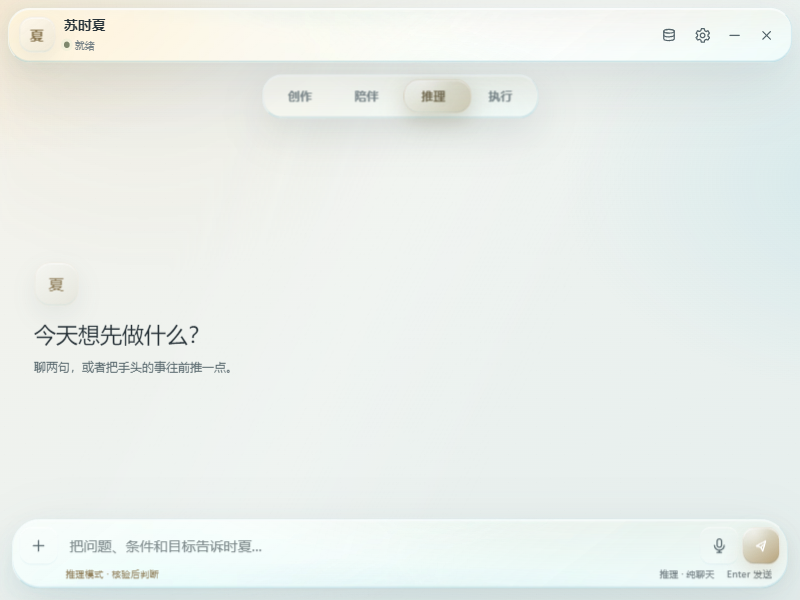 夏
苏时夏
就绪
创作 陪伴 推理 执行
夏
今天想先做什么？
聊两句，或者把手头的事往前推一点。
把问题、条件和目标告诉时夏...
推理模式 · 核验后判断
推理 · 纯聊天 Enter 发送